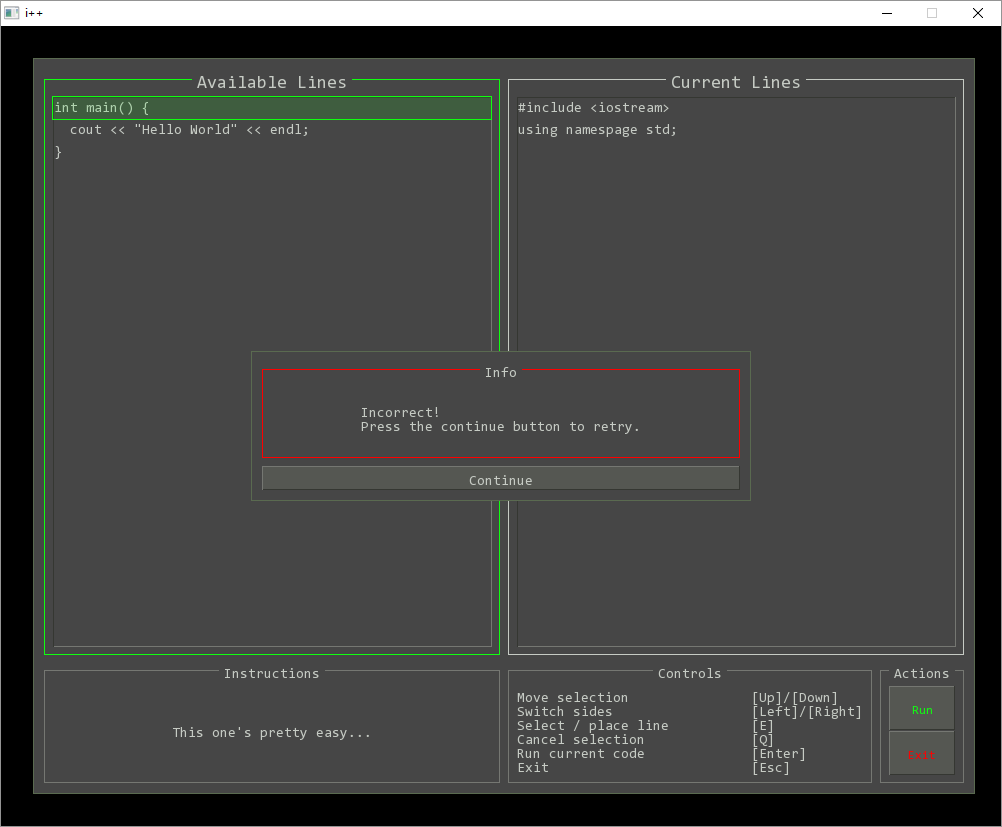 i++
Available Lines
int main() {
  cout << "Hello World" << endl;
}
Current Lines
#include <iostream>
using namespage std;
Info
Incorrect!
Press the continue button to retry.
Continue
Instructions
This one's pretty easy...
Controls
Move selection [Up]/[Down]
Switch sides [Left]/[Right]
Select / place line [E]
Cancel selection [Q]
Run current code [Enter]
Exit [Esc]
Actions
Run
Exit